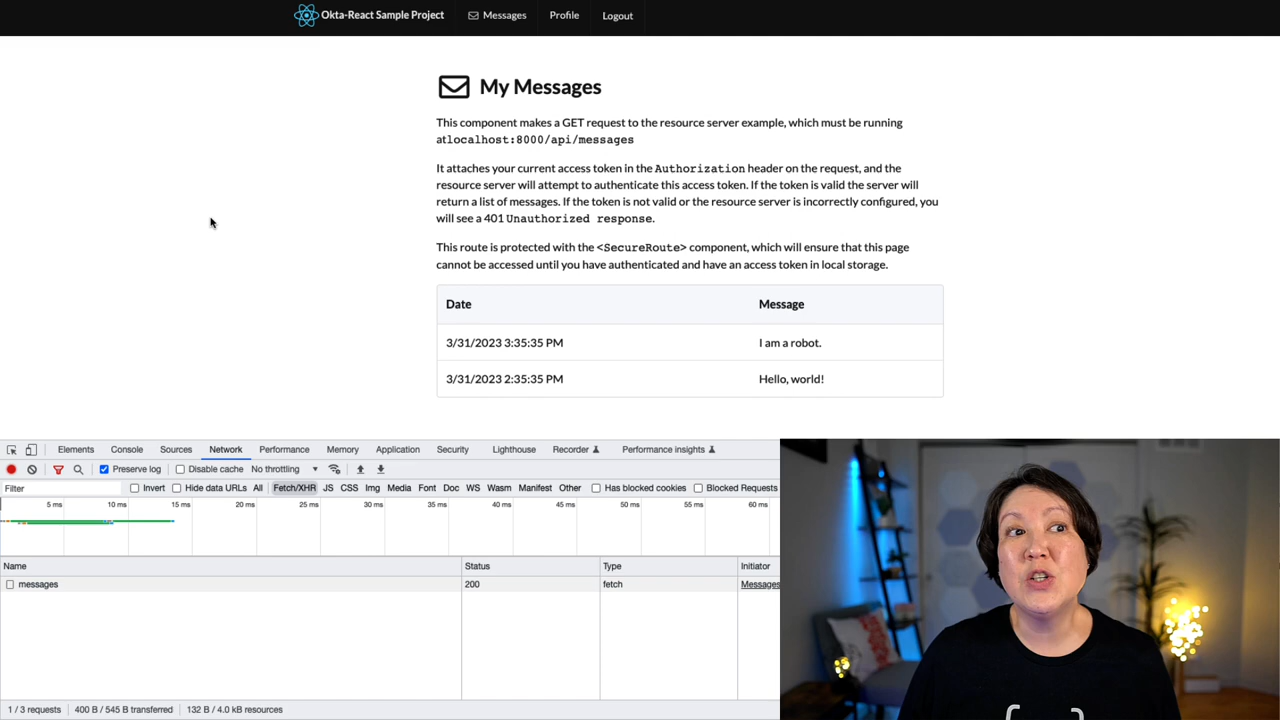 Okta-React Sample Project Messages Profile Logout
My Messages
This component makes a GET request to the resource server example, which must be running
atlocalhost:8000/api/messages
It attaches your current access token in the Authorization header on the request, and the
resource server will attempt to authenticate this access token. If the token is valid the server will
return a list of messages. If the token is not valid or the resource server is incorrectly configured, you
will see a 401 Unauthorized response.
This route is protected with the <SecureRoute> component, which will ensure that this page
cannot be accessed until you have authenticated and have an access token in local storage.
Date Message
3/31/2023 3:35:35 PM I am a robot.
3/31/2023 2:35:35 PM Hello, world!
Elements Console Sources Network Performance Memory Application Security Lighthouse Recorder Performance insights
Preserve log Disable cache No throttling
Filter Invert Hide data URLs All Fetch/XHR JS CSS Img Media Font Doc WS Wasm Manifest Other Has blocked cookies Blocked Requests
5 ms 10 ms 15 ms 20 ms 25 ms 30 ms 35 ms 40 ms 45 ms 50 ms 55 ms 60 ms
Name Status Type Initiator
messages 200 fetch Messages
1 / 3 requests 400 B / 545 B transferred 132 B / 4.0 kB resources